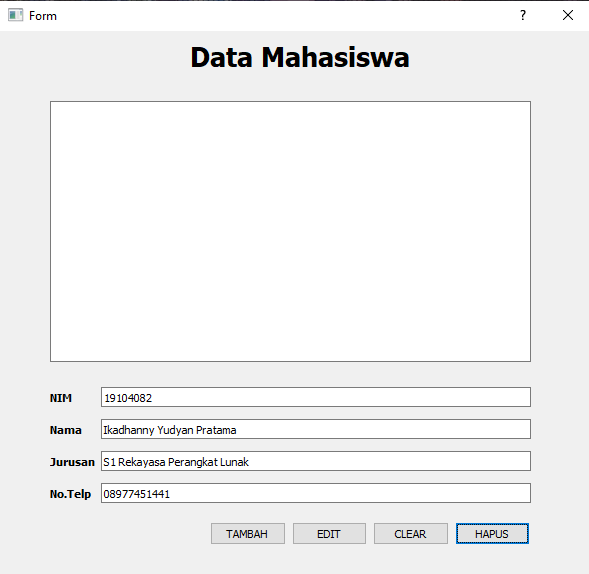 Form
Data Mahasiswa
NIM 19104082
Nama Ikadhanny Yudyan Pratama
Jurusan S1 Rekayasa Perangkat Lunak
No.Telp 08977451441
TAMBAH EDIT CLEAR HAPUS